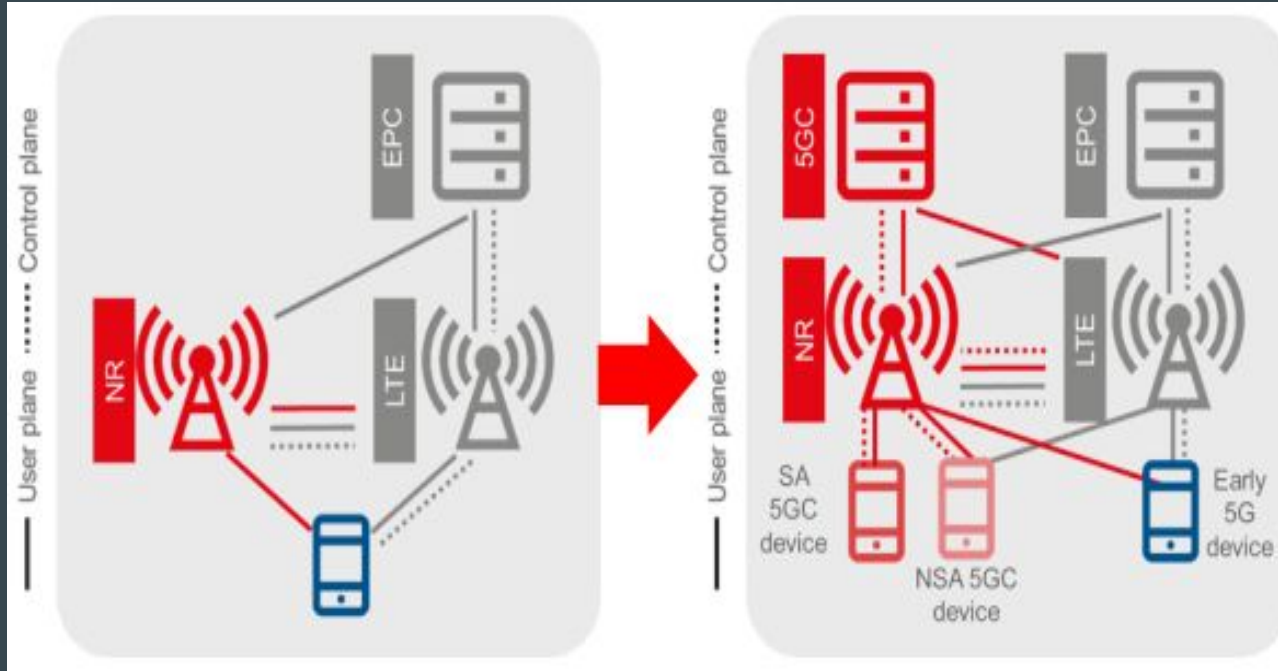 User plane Control plane
EPC
NR
LTE
User plane Control plane
5GC
EPC
NR
LTE
SA
5GC
device
NSA 5GC
device
Early
5G
device